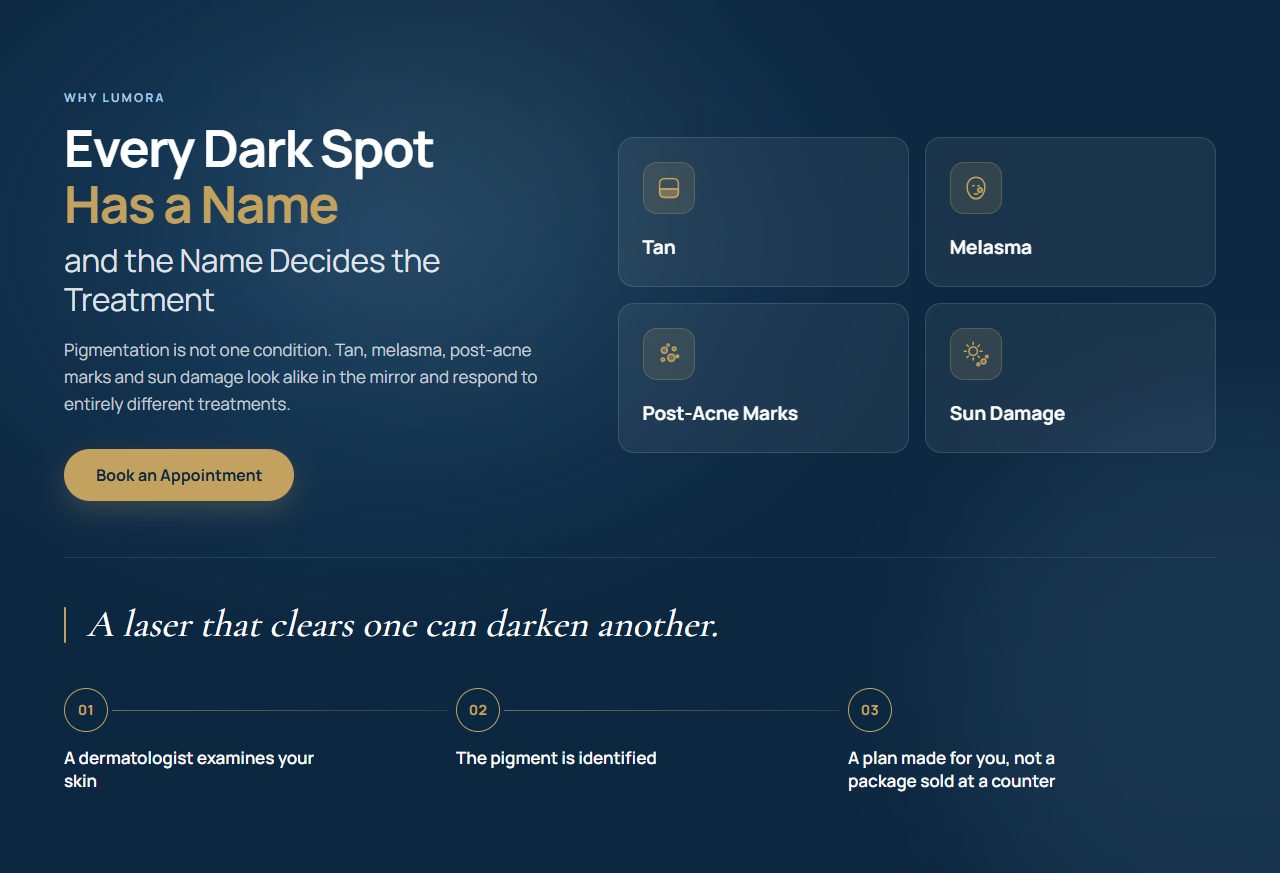 WHY LUMORA
Every Dark Spot
Has a Name
and the Name Decides the
Treatment
Pigmentation is not one condition. Tan, melasma, post-acne
marks and sun damage look alike in the mirror and respond to
entirely different treatments.
Book an Appointment
Tan
Melasma
Post-Acne Marks
Sun Damage
A laser that clears one can darken another.
01
A dermatologist examines your
skin
02
The pigment is identified
03
A plan made for you, not a
package sold at a counter